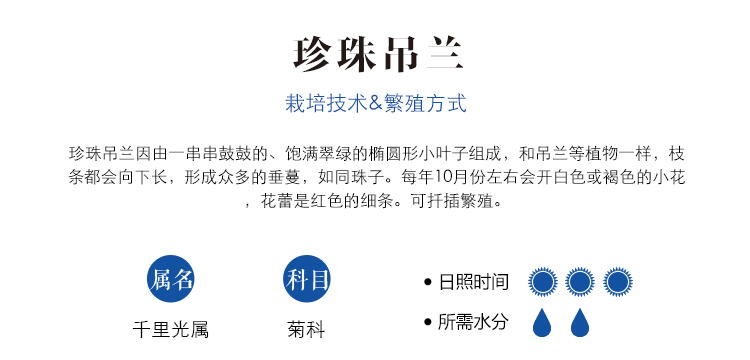 珍珠吊兰
栽培技术&繁殖方式
珍珠吊兰因由一串串鼓鼓的、饱满翠绿的椭圆形小叶子组成，和吊兰等植物一样，枝
条都会向下长，形成众多的垂蔓，如同珠子。每年10月份左右会开白色或褐色的小花
，花蕾是红色的细条。可扦插繁殖。
属名
科目
千里光属
菊科
• 日照时间
• 所需水分